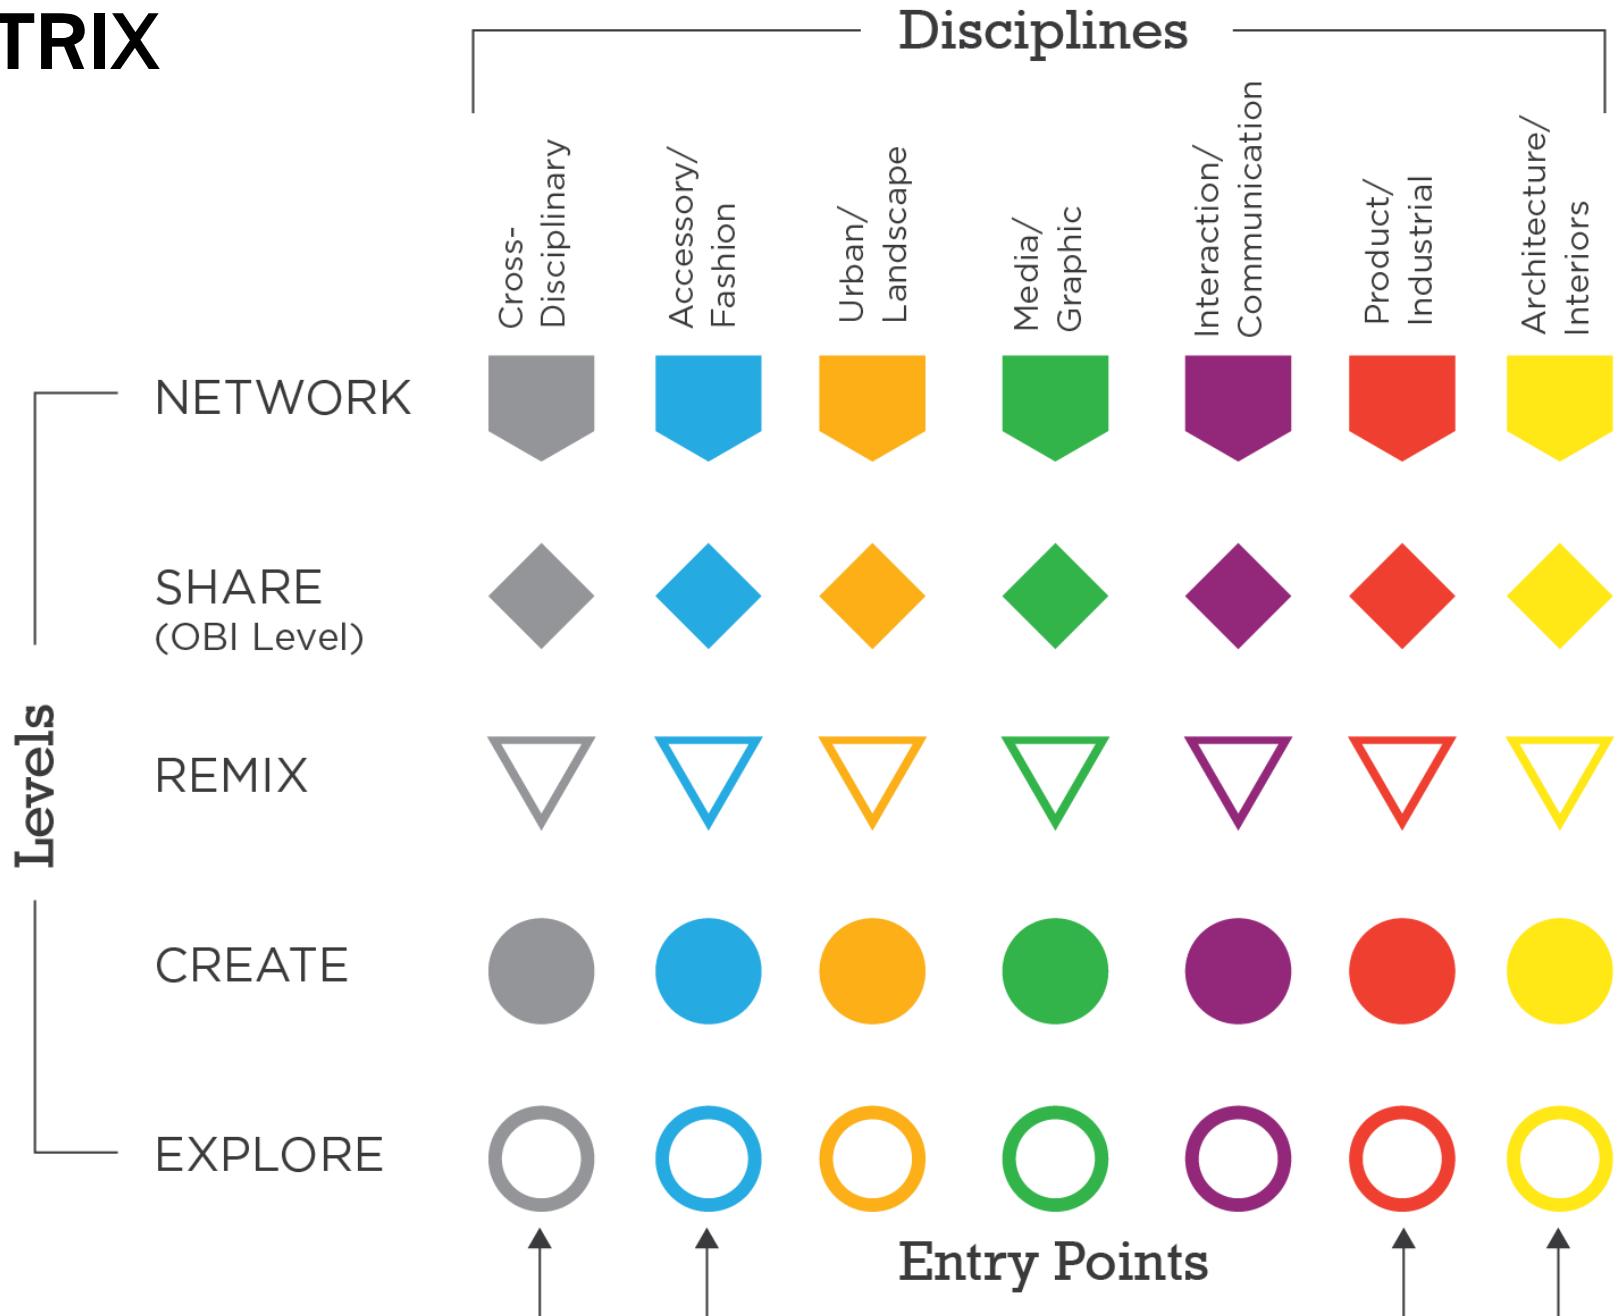 TRIX
Disciplines
Cross-
Disciplinary
Accessory/
Fashion
Urban/
Landscape
Media/
Graphic
Interaction/
Communication
Product/
Industrial
Architecture/
Interiors
Levels
NETWORK
SHARE
(OBI Level)
REMIX
CREATE
EXPLORE
Entry Points